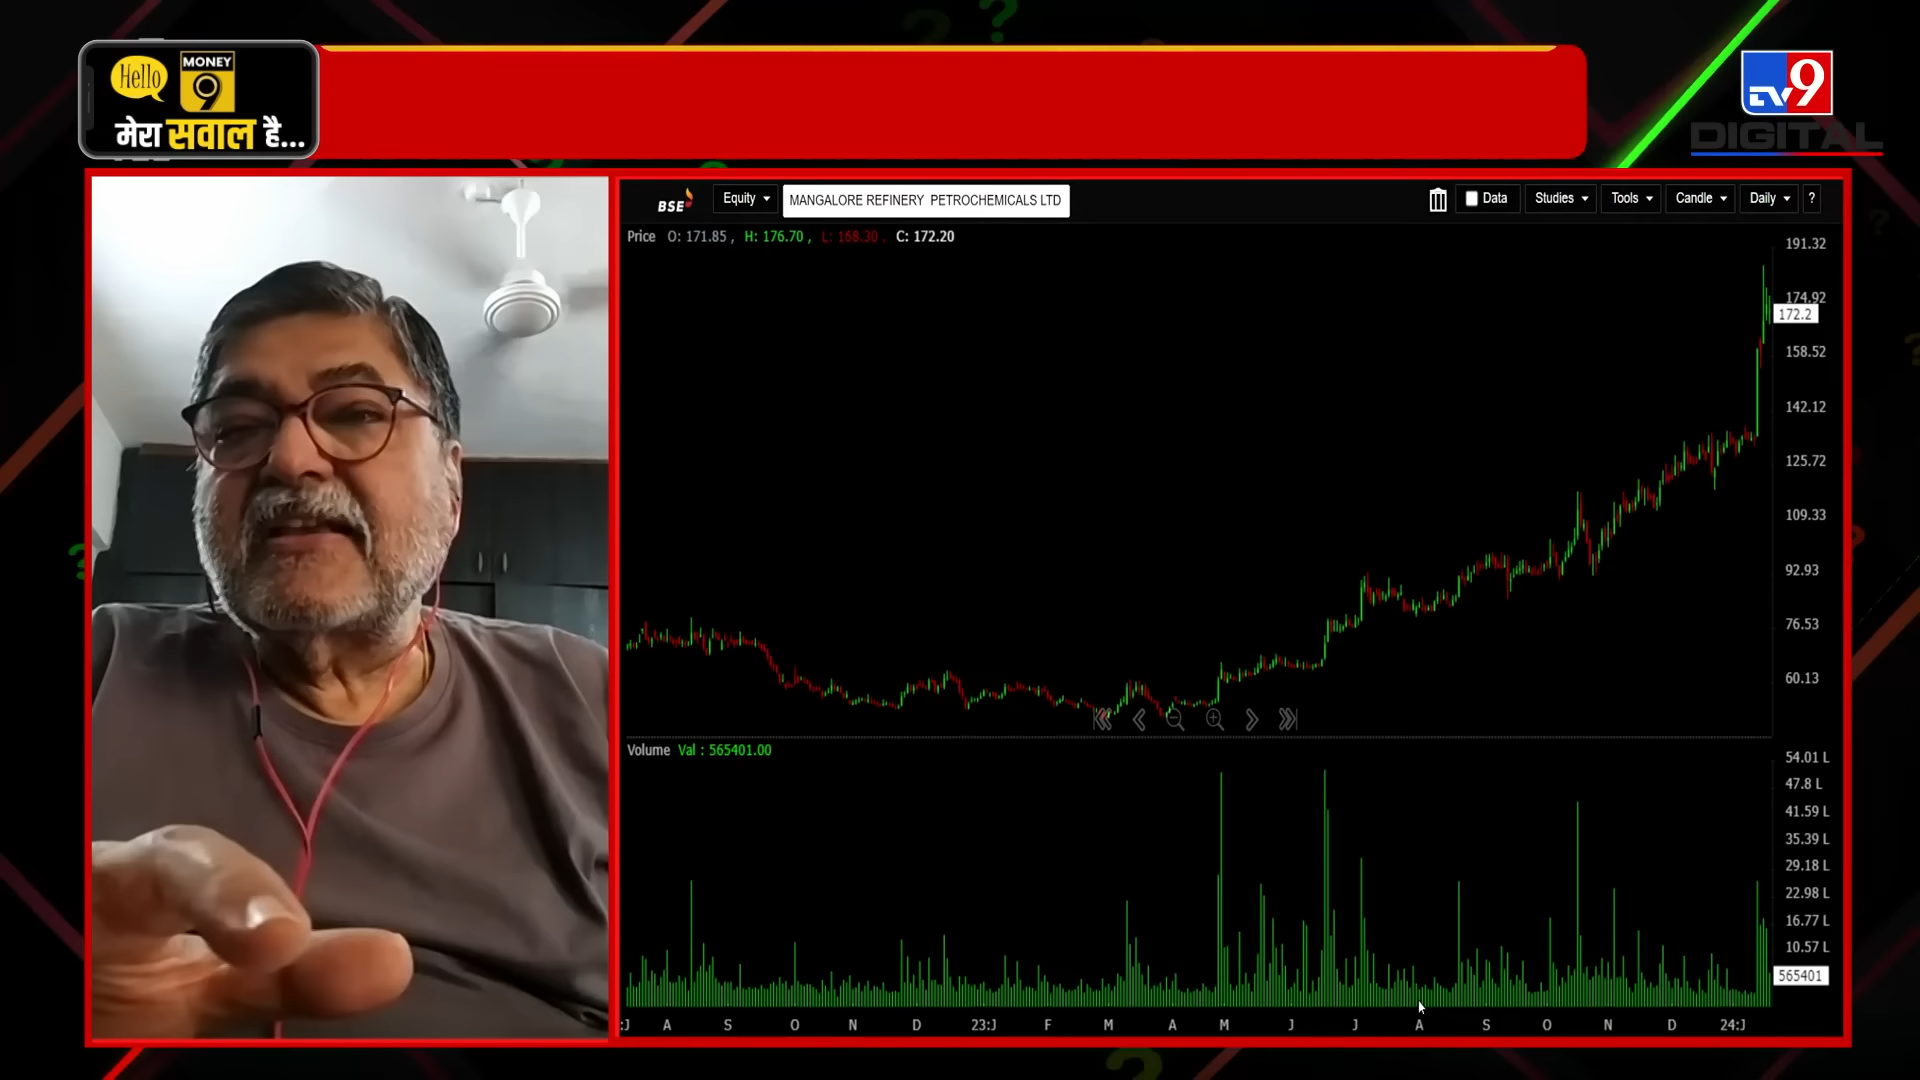 Hello
MONEY
9
मेरा सवाल है...
TV9
DIGITAL
BSE
Equity
MANGALORE REFINERY PETROCHEMICALS LTD
Data
Studies
Tools
Candle
Daily
?
Price O: 171.85 , H: 176.70 , L: 168.30 , C: 172.20
191.32
174.92
172.2
158.52
142.12
125.72
109.33
92.93
76.53
60.13
Volume Val : 565401.00
54.01 L
47.8 L
41.59 L
35.39 L
29.18 L
22.98 L
16.77 L
10.57 L
565401
:J A S O N D 23:J F M A M J J A S O N D 24:J